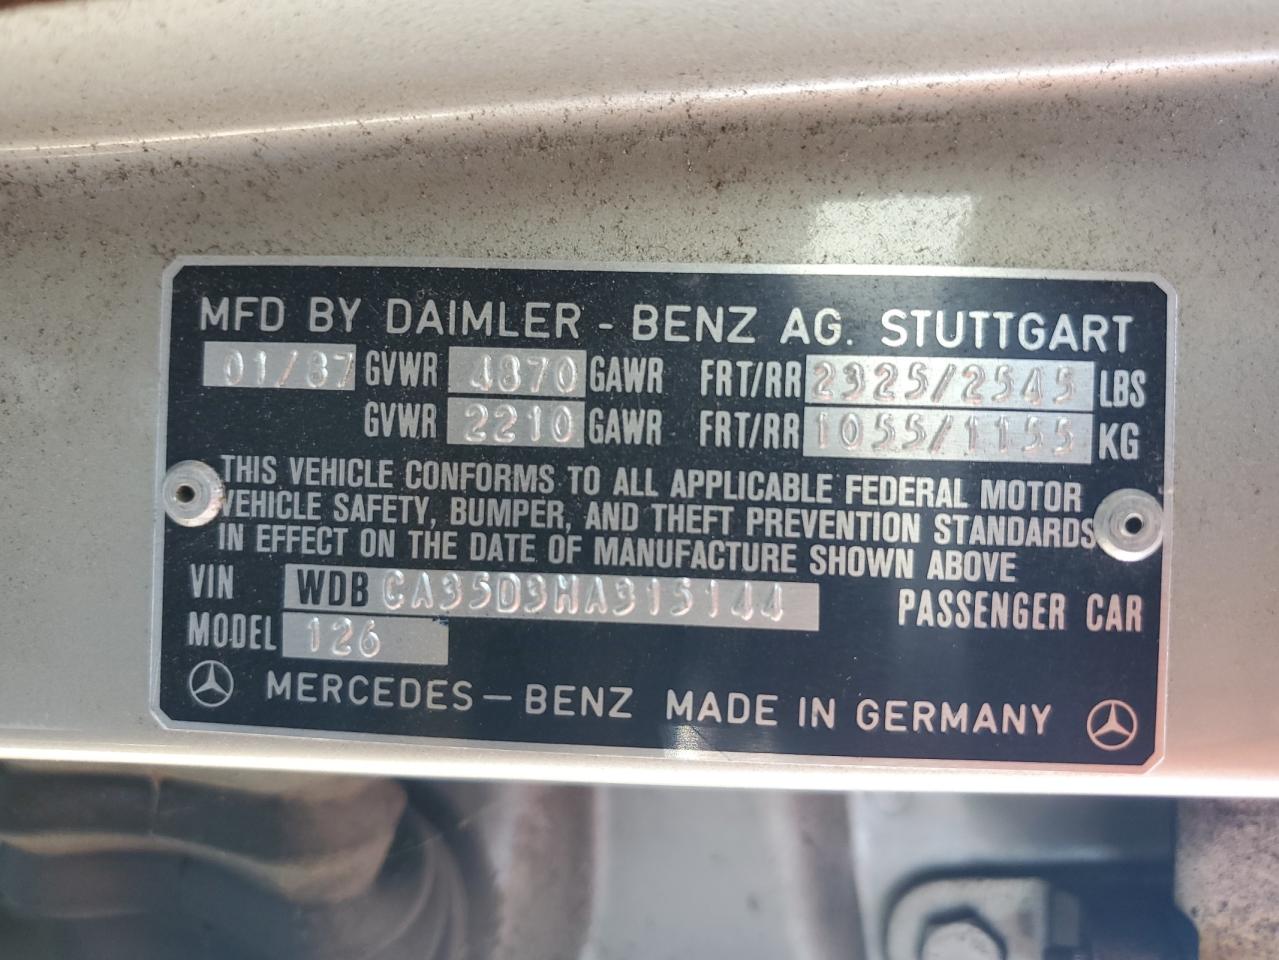 MFD BY DAIMLER - BENZ AG. STUTTGART
01/87 GVWR 4870 GAWR FRT/RR 2325/2545 LBS
GVWR 2210 GAWR FRT/RR 1055/1155 KG
THIS VEHICLE CONFORMS TO ALL APPLICABLE FEDERAL MOTOR
VEHICLE SAFETY, BUMPER, AND THEFT PREVENTION STANDARDS
IN EFFECT ON THE DATE OF MANUFACTURE SHOWN ABOVE
VIN WDB CA35D3HA315144 PASSENGER CAR
MODEL 126
MERCEDES – BENZ MADE IN GERMANY